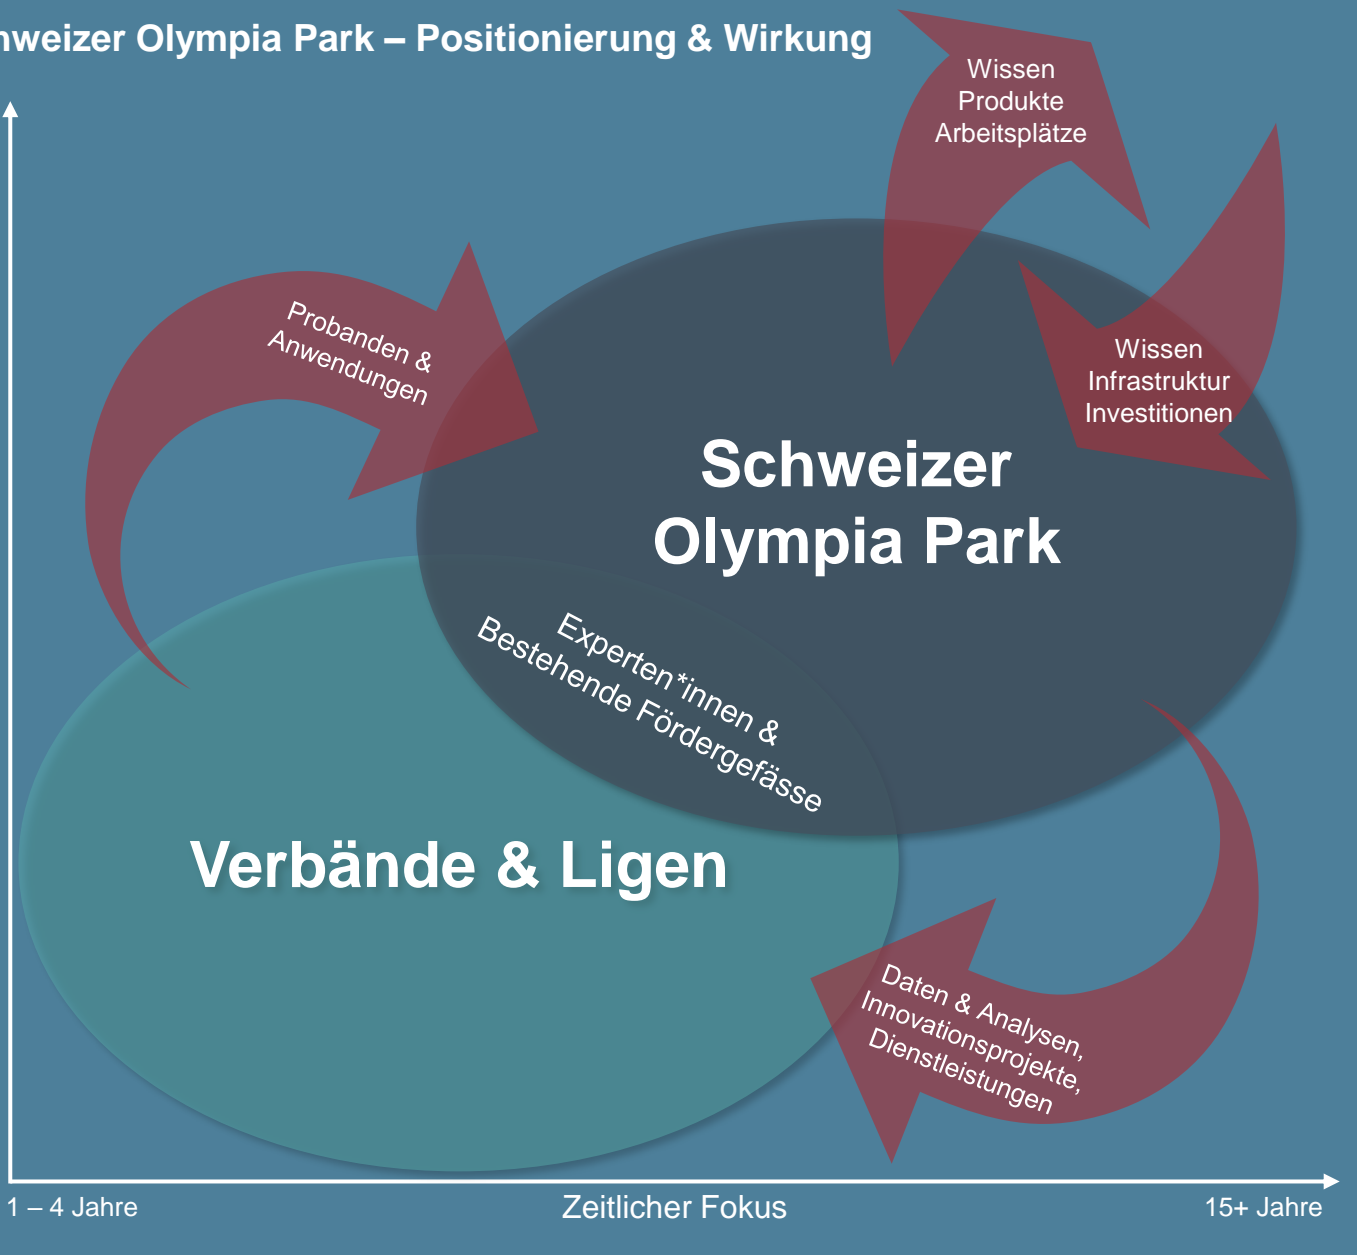 hweizer Olympia Park – Positionierung & Wirkung
Wissen
Produkte
Arbeitsplätze
Probanden &
Anwendungen
Wissen
Infrastruktur
Investitionen
Schweizer
Olympia Park
Experten*innen &
Bestehende Fördergefässe
Verbände & Ligen
Daten & Analysen,
Innovationsprojekte,
Dienstleistungen
1 – 4 Jahre
Zeitlicher Fokus
15+ Jahre